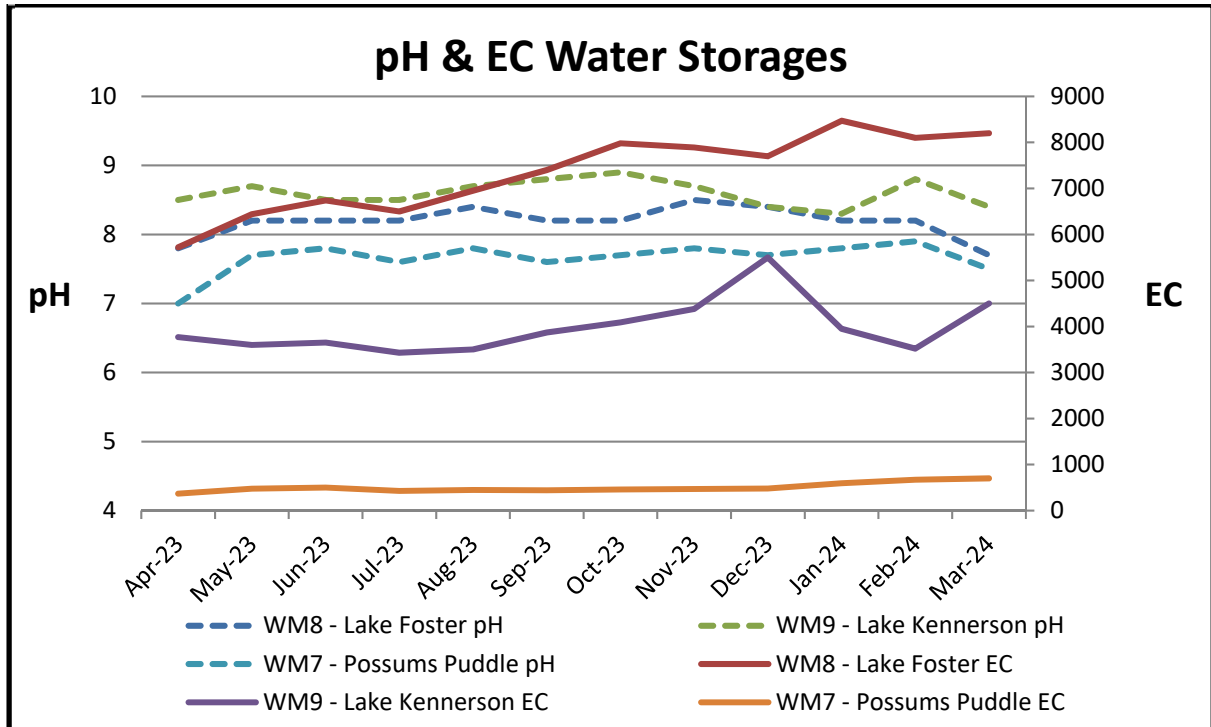 pH & EC Water Storages
10
9
8
7
6
5
4
pH
9000
8000
7000
6000
5000
4000
3000
2000
1000
0
EC
Apr-23
May-23
Jun-23
Jul-23
Aug-23
Sep-23
Oct-23
Nov-23
Dec-23
Jan-24
Feb-24
Mar-24
WM8 - Lake Foster pH
WM9 - Lake Kennerson pH
WM7 - Possums Puddle pH
WM8 - Lake Foster EC
WM9 - Lake Kennerson EC
WM7 - Possums Puddle EC